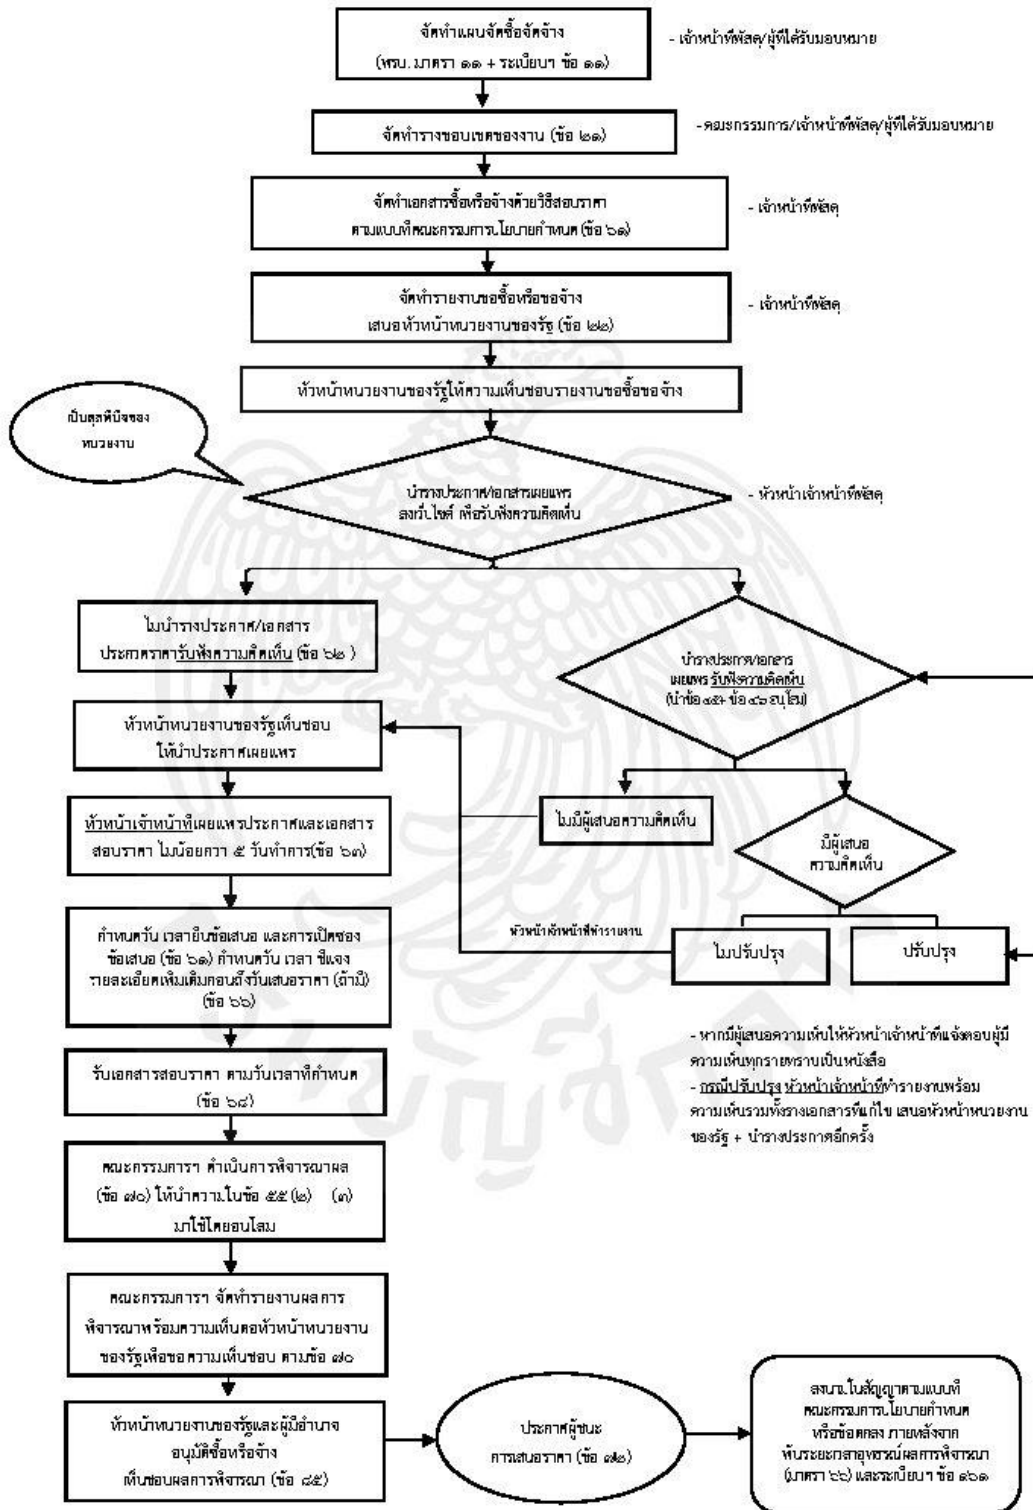 จัดทำแผนจัดซื้อจัดจ้าง
(พรบ. มาตรา ๑๑ + ระเบียบฯ ข้อ ๑๑)
- เจ้าหน้าที่พัสดุ/ผู้ที่ได้รับมอบหมาย
จัดทำร่างขอบเขตของงาน (ข้อ ๒๑)
- คณะกรรมการ/เจ้าหน้าที่พัสดุ/ผู้ที่ได้รับมอบหมาย
จัดทำเอกสารซื้อหรือจ้างด้วยวิธีสอบราคา
ตามแบบที่คณะกรรมการนโยบายกำหนด (ข้อ ๖๑)
- เจ้าหน้าที่พัสดุ
จัดทำรายงานขอซื้อหรือขอจ้าง
เสนอหัวหน้าหน่วยงานของรัฐ (ข้อ ๒๒)
- เจ้าหน้าที่พัสดุ
หัวหน้าหน่วยงานของรัฐให้ความเห็นชอบรายงานขอซื้อขอจ้าง
เป็นดุลพินิจของ
หน่วยงาน
นำร่างประกาศ/เอกสารเผยแพร่
ลงเว็บไซต์ เพื่อรับฟังความคิดเห็น
- หัวหน้าเจ้าหน้าที่พัสดุ
ไม่นำร่างประกาศ/เอกสาร
ประกวดราคารับฟังความคิดเห็น (ข้อ ๖๒ )
นำร่างประกาศ/เอกสาร
เผยแพร่ รับฟังความคิดเห็น
(นำข้อ ๔๕+ ข้อ ๔๖ อนุโลม)
หัวหน้าหน่วยงานของรัฐเห็นชอบ
ให้นำประกาศเผยแพร่
หัวหน้าเจ้าหน้าที่เผยแพร่ประกาศและเอกสาร
สอบราคา ไม่น้อยกว่า ๕ วันทำการ(ข้อ ๖๓)
ไม่มีผู้เสนอความคิดเห็น
มีผู้เสนอ
ความคิดเห็น
กำหนดวัน เวลายื่นข้อเสนอ และการเปิดซอง
ข้อเสนอ (ข้อ ๖๑) กำหนดวัน เวลา ชี้แจง
รายละเอียดเพิ่มเติมก่อนถึงวันเสนอราคา (ถ้ามี)
(ข้อ ๖๖)
หัวหน้าเจ้าหน้าที่ทำรายงาน
ไม่ปรับปรุง
ปรับปรุง
- หากมีผู้เสนอความเห็นให้หัวหน้าเจ้าหน้าที่แจ้งตอบผู้มี
ความเห็นทุกรายทราบเป็นหนังสือ
- กรณีปรับปรุง หัวหน้าเจ้าหน้าที่ทำรายงานพร้อม
ความเห็นรวมทั้งร่างเอกสารที่แก้ไข เสนอหัวหน้าหน่วยงาน
ของรัฐ + นำร่างประกาศอีกครั้ง
รับเอกสารสอบราคา ตามวันเวลาที่กำหนด
(ข้อ ๖๘)
คณะกรรมการฯ ดำเนินการพิจารณาผล
(ข้อ ๗๐) ให้นำความในข้อ ๕๕ (๒) (๓)
มาใช้โดยอนุโลม
คณะกรรมการฯ จัดทำรายงานผลการ
พิจารณาพร้อมความเห็นต่อหัวหน้าหน่วยงาน
ของรัฐเพื่อขอความเห็นชอบ ตามข้อ ๗๐
หัวหน้าหน่วยงานของรัฐและผู้มีอำนาจ
อนุมัติซื้อหรือจ้าง
เห็นชอบผลการพิจารณา (ข้อ ๘๕)
ประกาศผู้ชนะ
การเสนอราคา (ข้อ ๗๒)
ลงนามในสัญญาตามแบบที่
คณะกรรมการนโยบายกำหนด
หรือข้อตกลง ภายหลังจาก
พ้นระยะเวลาอุทธรณ์ผลการพิจารณา
(มาตรา ๖๖) และระเบียบฯ ข้อ ๑๖๑